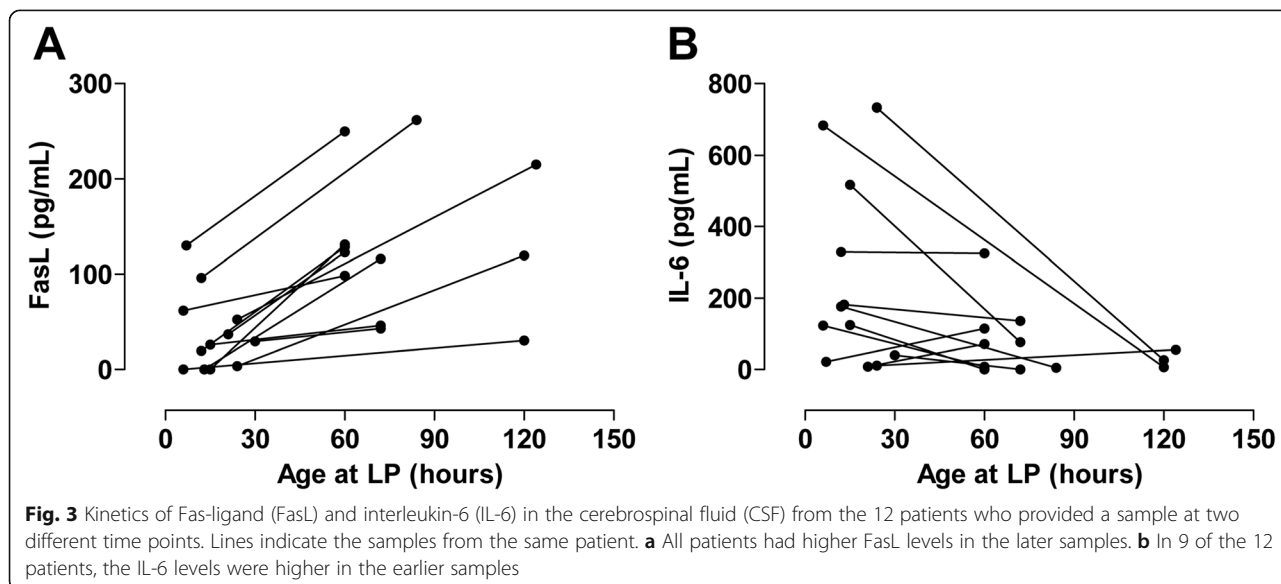 A
300
200
100
0
FasL (pg/mL)
0 30 60 90 120 150
Age at LP (hours)
B
800
600
400
200
0
IL-6 (pg(mL)
0 30 60 90 120 150
Age at LP (hours)
Fig. 3 Kinetics of Fas-ligand (FasL) and interleukin-6 (IL-6) in the cerebrospinal fluid (CSF) from the 12 patients who provided a sample at two
different time points. Lines indicate the samples from the same patient. a All patients had higher FasL levels in the later samples. b In 9 of the 12
patients, the IL-6 levels were higher in the earlier samples